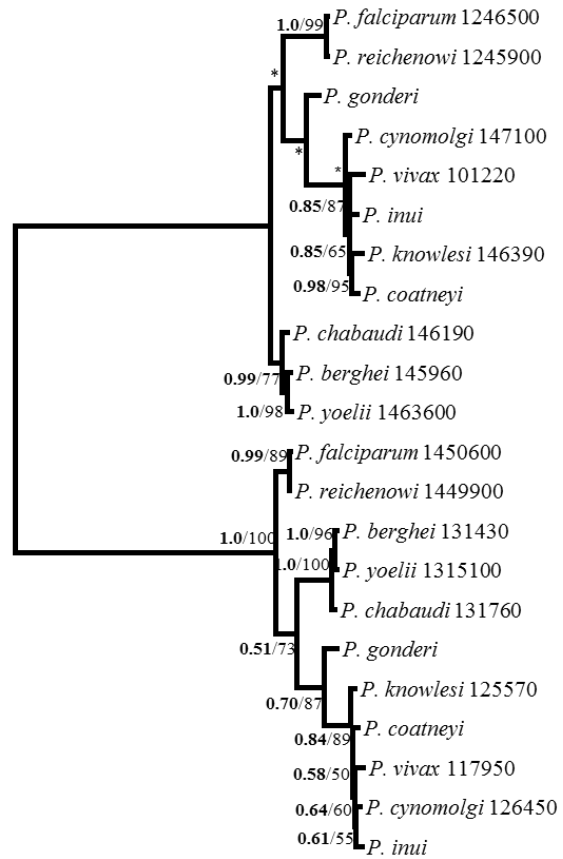 1.0/99
P. falciparum 1246500
P. reichenowi 1245900
*
P. gonderi
*
P. cynomolgi 147100
*
P. vivax 101220
0.85/87
P. inui
0.85/65
P. knowlesi 146390
0.98/95
P. coatneyi
P. chabaudi 146190
0.99/77
P. berghei 145960
1.0/98
P. yoelii 1463600
0.99/89
P. falciparum 1450600
P. reichenowi 1449900
1.0/100
1.0/96
P. berghei 131430
1.0/100
P. yoelii 1315100
P. chabaudi 131760
0.51/73
P. gonderi
0.70/87
P. knowlesi 125570
0.84/89
P. coatneyi
0.58/50
P. vivax 117950
0.64/60
P. cynomolgi 126450
0.61/55
P. inui